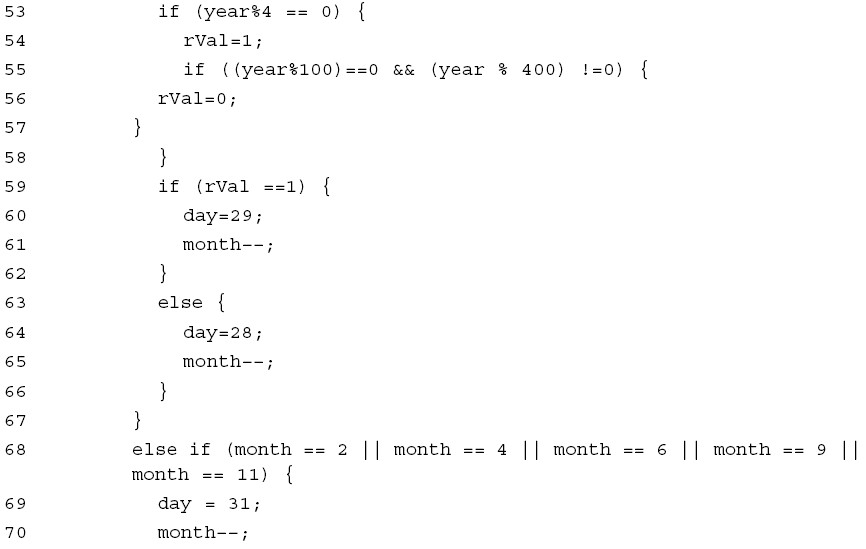 53 if (year%4 == 0) {
54 rVal=1;
55 if ((year%100)==0 && (year % 400) !=0) {
56 rVal=0;
57 }
58 }
59 if (rVal ==1) {
60 day=29;
61 month--;
62 }
63 else {
64 day=28;
65 month--;
66 }
67 }
68 else if (month == 2 || month == 4 || month == 6 || month == 9 ||
month == 11) {
69 day = 31;
70 month--;